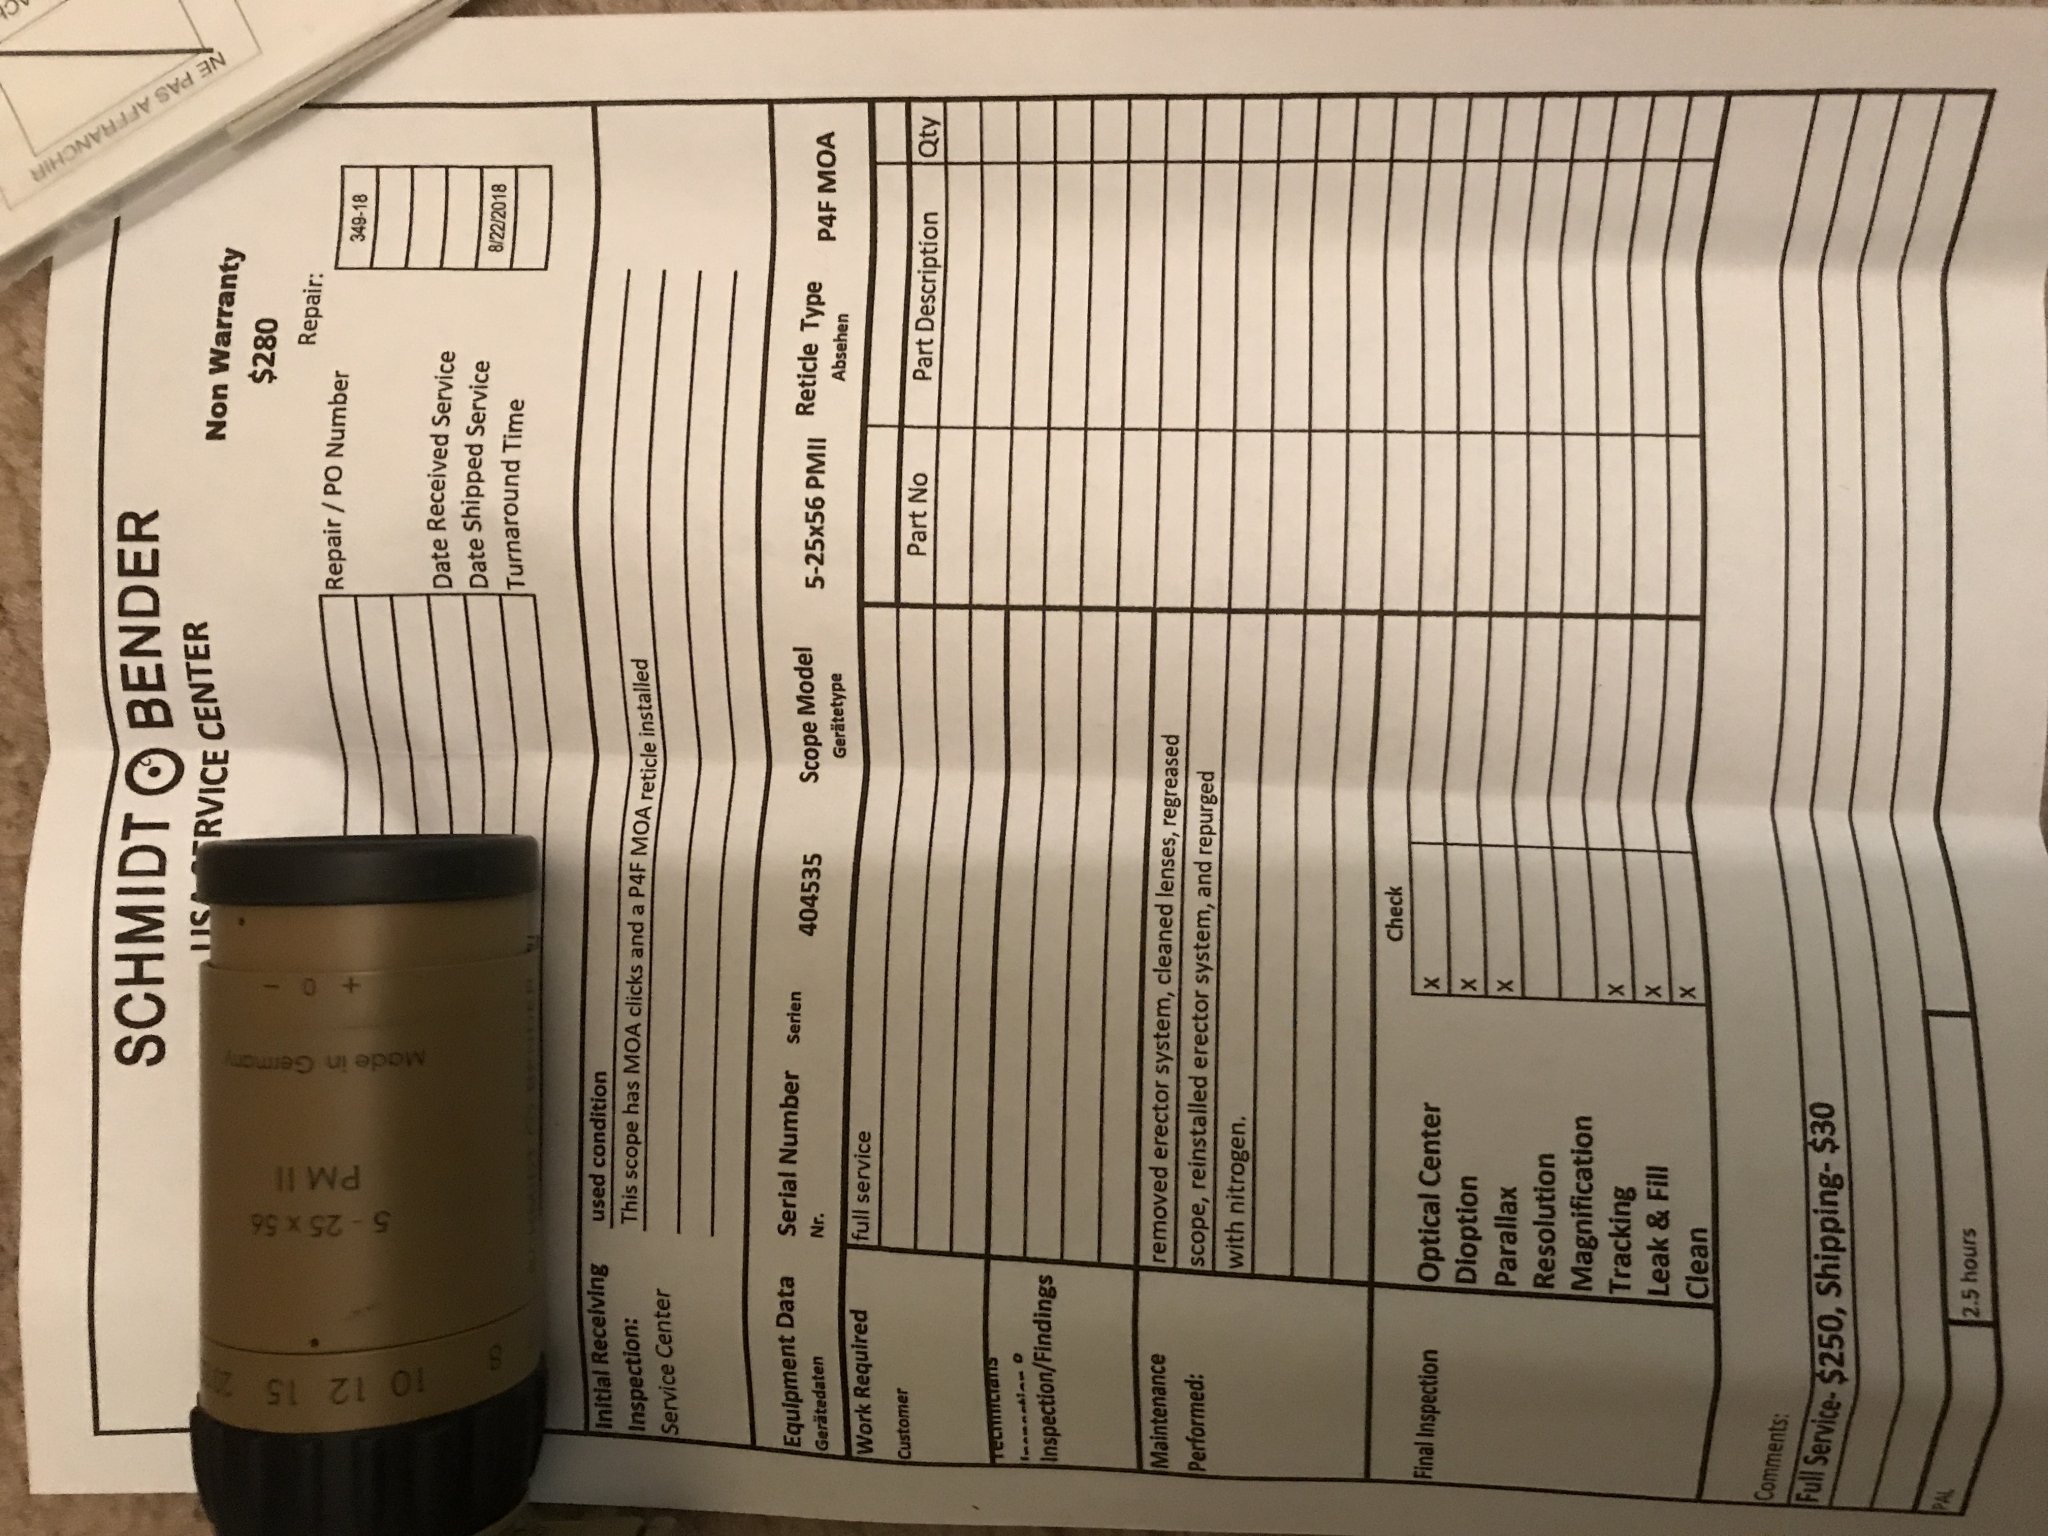 NE PAS AFFRANCHIR
SCHMIDT BENDER
USA SERVICE CENTER
Non Warranty
$280
Repair:
Repair / PO Number 349-18
Date Received Service
Date Shipped Service 8/22/2018
Turnaround Time
Initial Receiving used condition
Inspection: This scope has MOA clicks and a P4F MOA reticle installed
Service Center
Equipment Data Serial Number serien 404535 Scope Model 5-25x56 PMII Reticle Type P4F MOA
Gerätedaten Nr. Gerätetype Absehen
Work Required full service
Customer
Part No Part Description Qty
Technicians
Inspection/Findings
Maintenance removed erector system, cleaned lenses, regreased
Performed: scope, reinstalled erector system, and repurged
with nitrogen.
Check
Final Inspection Optical Center X
Dioption X
Parallax X
Resolution
Magnification
Tracking X
Leak & Fill X
Clean X
Comments:
Full Service- $250, Shipping- $30
PAL 2.5 hours
+ 0 -
Made in Germany
PM II
5 - 25 x 56
10 12 15